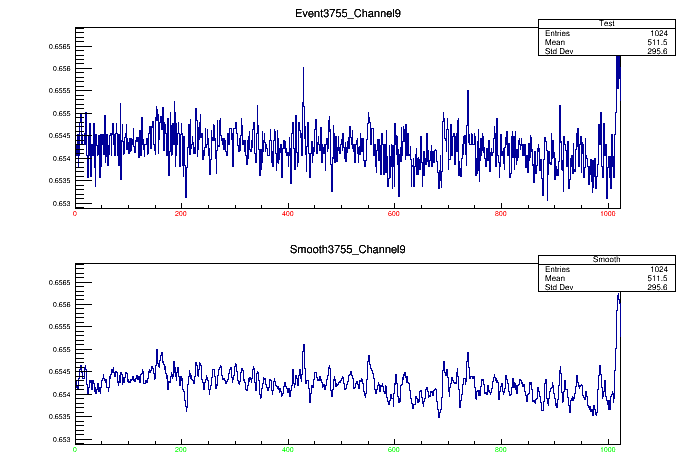 Event3755_Channel9
Test
Entries 1024
Mean 511.5
Std Dev 295.6
0.6565
0.656
0.6555
0.655
0.6545
0.654
0.6535
0.653
0 200 400 600 800 1000
Smooth3755_Channel9
Smooth
Entries 1024
Mean 511.5
Std Dev 295.6
0.6565
0.656
0.6555
0.655
0.6545
0.654
0.6535
0.653
0 200 400 600 800 1000